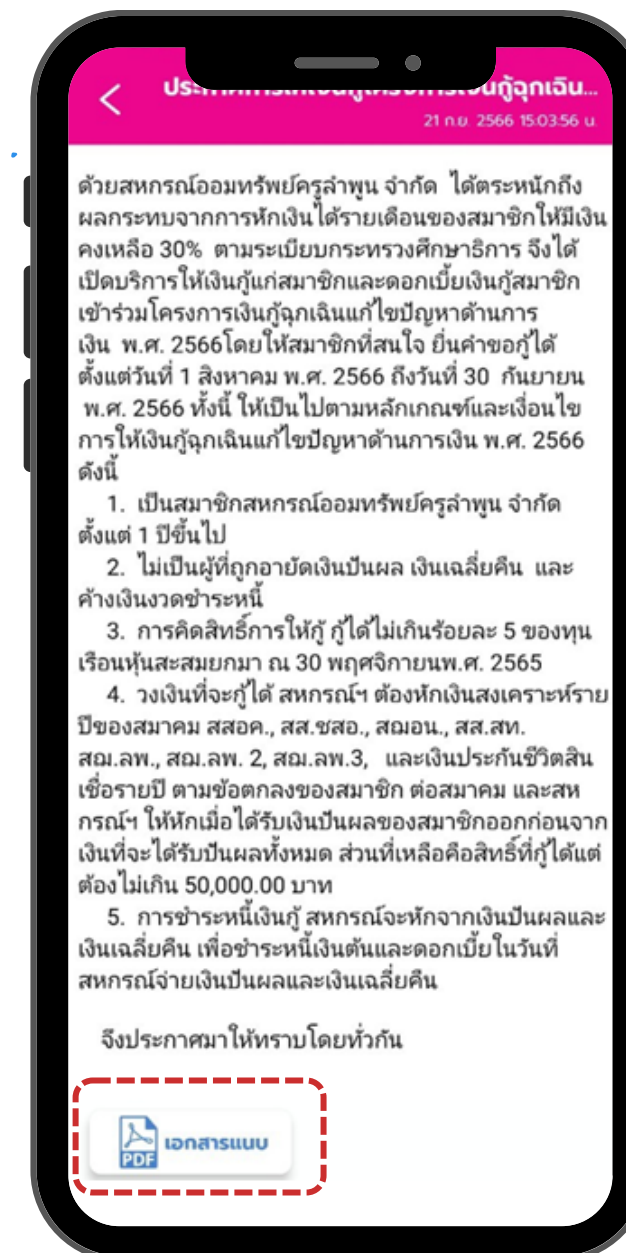 กู้ฉุกเฉิน...
21 ก.ย. 2566 15:03:56 น.
ด้วยสหกรณ์ออมทรัพย์ครูลำพูน จำกัด ได้ตระหนักถึง
ผลกระทบจากการหักเงินได้รายเดือนของสมาชิกให้มีเงิน
คงเหลือ 30% ตามระเบียบกระทรวงศึกษาธิการ จึงได้
เปิดบริการให้เงินกู้แก่สมาชิกและดอกเบี้ยเงินกู้สมาชิก
เข้าร่วมโครงการเงินกู้ฉุกเฉินแก้ไขปัญหาด้านการ
เงิน พ.ศ. 2566โดยให้สมาชิกที่สนใจ ยื่นคำขอกู้ได้
ตั้งแต่วันที่ 1 สิงหาคม พ.ศ. 2566 ถึงวันที่ 30 กันยายน
พ.ศ. 2566 ทั้งนี้ ให้เป็นไปตามหลักเกณฑ์และเงื่อนไข
การให้เงินกู้ฉุกเฉินแก้ไขปัญหาด้านการเงิน พ.ศ. 2566
ดังนี้
1. เป็นสมาชิกสหกรณ์ออมทรัพย์ครูลำพูน จำกัด
ตั้งแต่ 1 ปีขึ้นไป
2. ไม่เป็นผู้ที่ถูกอายัดเงินปันผล เงินเฉลี่ยคืน และ
ค้างเงินงวดชำระหนี้
3. การคิดสิทธิ์การให้กู้ กู้ได้ไม่เกินร้อยละ 5 ของทุน
เรือนหุ้นสะสมยกมา ณ 30 พฤศจิกายนพ.ศ. 2565
4. วงเงินที่จะกู้ได้ สหกรณ์ฯ ต้องหักเงินสงเคราะห์ราย
ปีของสมาคม สสอค., สส.ชสอ., สฌอน., สส.สท.
สฌ.ลพ., สฌ.ลพ. 2, สฌ.ลพ.3, และเงินประกันชีวิตสิน
เชื่อรายปี ตามข้อตกลงของสมาชิก ต่อสมาคม และสห
กรณ์ฯ ให้หักเมื่อได้รับเงินปันผลของสมาชิกออกก่อนจาก
เงินที่จะได้รับปันผลทั้งหมด ส่วนที่เหลือคือสิทธิ์ที่กู้ได้แต่
ต้องไม่เกิน 50,000.00 บาท
5. การชำระหนี้เงินกู้ สหกรณ์จะหักจากเงินปันผลและ
เงินเฉลี่ยคืน เพื่อชำระหนี้เงินต้นและดอกเบี้ยในวันที่
สหกรณ์จ่ายเงินปันผลและเงินเฉลี่ยคืน
จึงประกาศมาให้ทราบโดยทั่วกัน
PDF เอกสารแนบ